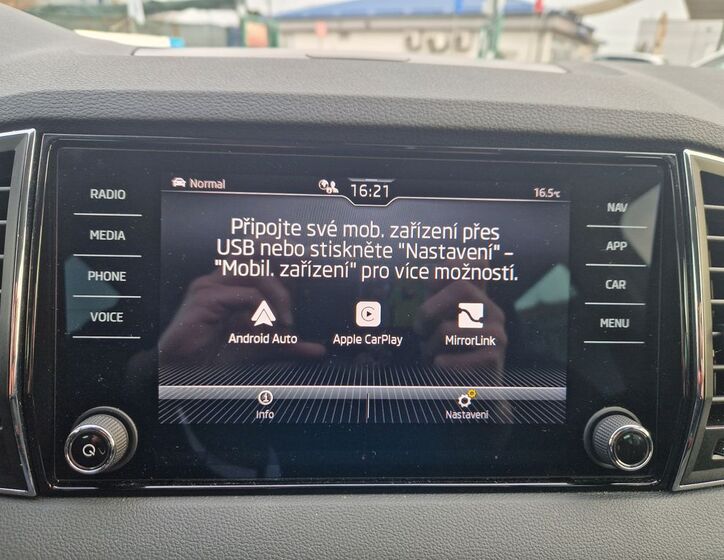 Normal
16:21
16.5°C
Připojte své mob. zařízení přes
USB nebo stiskněte "Nastavení" -
"Mobil. zařízení" pro více možností.
Android Auto
Apple CarPlay
MirrorLink
Info
Nastavení
RADIO
MEDIA
PHONE
VOICE
NAV
APP
CAR
MENU